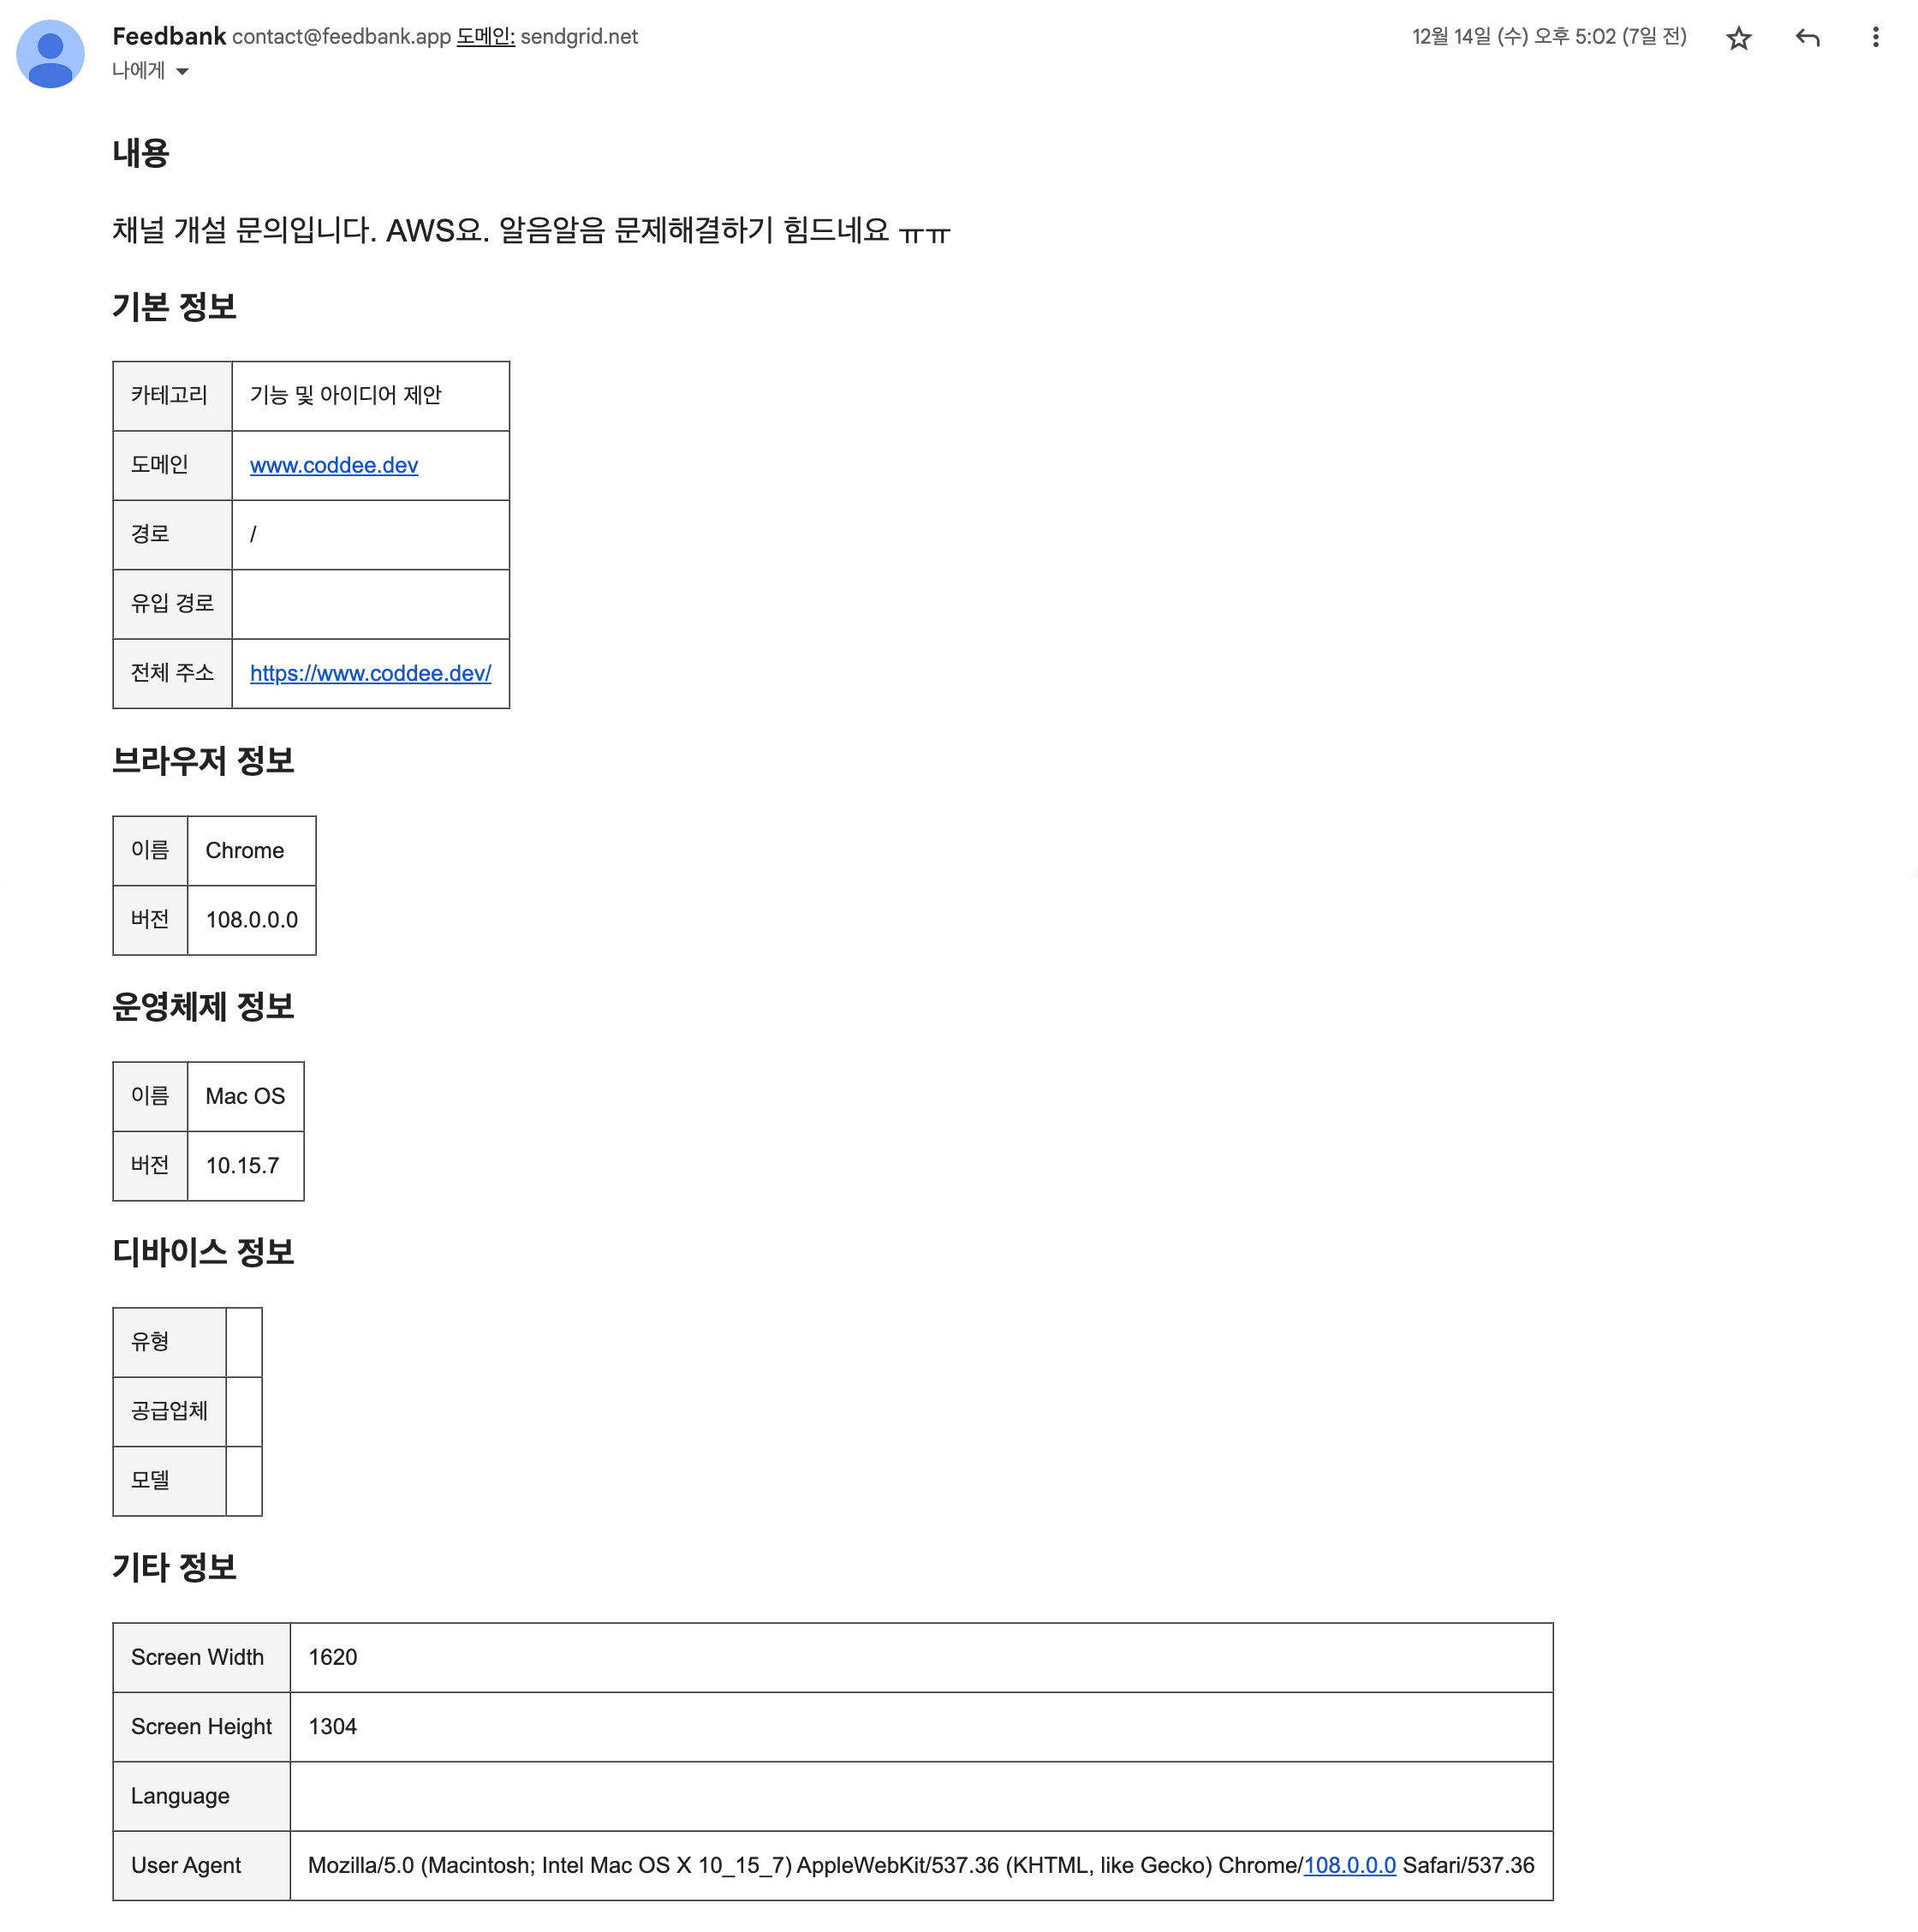 Feedbank contact@feedbank.app 도메인: sendgrid.net
12월 14일 (수) 오후 5:02 (7일 전)
나에게
내용
채널 개설 문의입니다. AWS요. 알음알음 문제해결하기 힘드네요 ㅠㅠ
기본 정보
카테고리 기능 및 아이디어 제안
도메인 www.coddee.dev
경로 /
유입 경로
전체 주소 https://www.coddee.dev/
브라우저 정보
이름 Chrome
버전 108.0.0.0
운영체제 정보
이름 Mac OS
버전 10.15.7
디바이스 정보
유형
공급업체
모델
기타 정보
Screen Width 1620
Screen Height 1304
Language
User Agent Mozilla/5.0 (Macintosh; Intel Mac OS X 10_15_7) AppleWebKit/537.36 (KHTML, like Gecko) Chrome/108.0.0.0 Safari/537.36